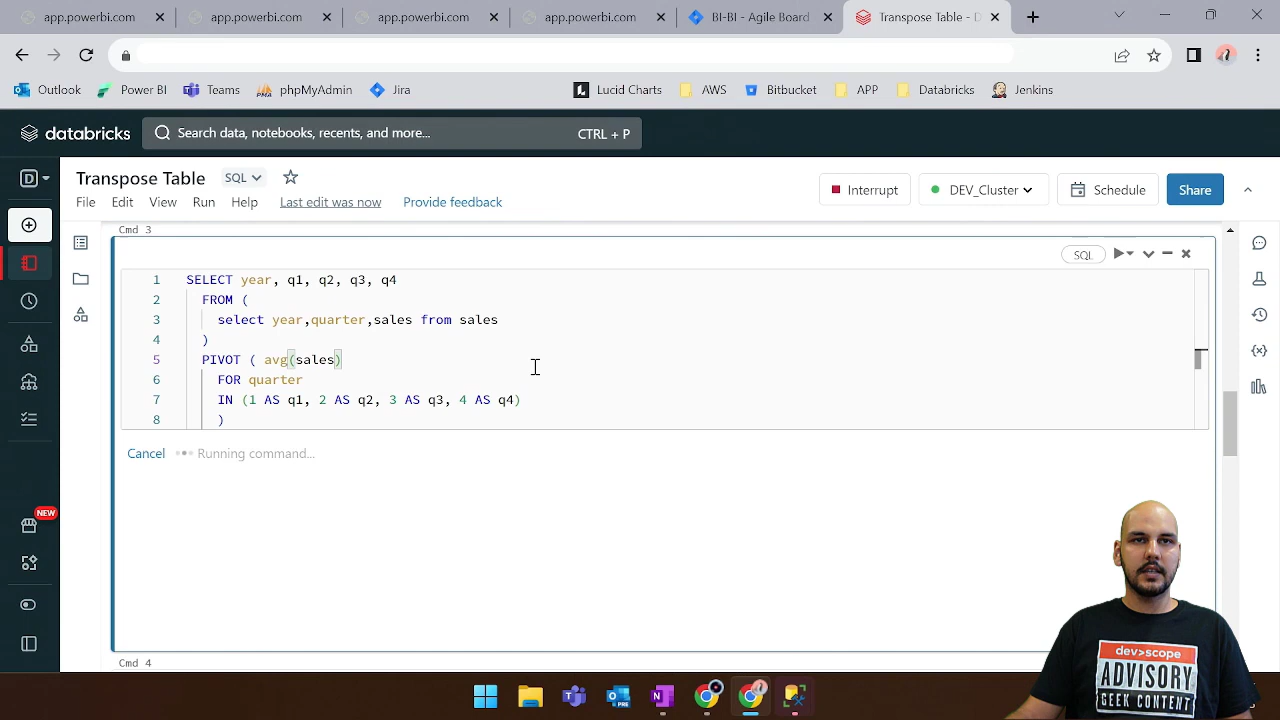 app.powerbi.com
app.powerbi.com
app.powerbi.com
app.powerbi.com
BI-BI - Agile Board
Transpose Table - D
Outlook
Power BI
Teams
phpMyAdmin
Jira
Lucid Charts
AWS
Bitbucket
APP
Databricks
Jenkins
databricks
Search data, notebooks, recents, and more...
CTRL + P
D
Transpose Table
SQL
Interrupt
DEV_Cluster
Schedule
Share
File
Edit
View
Run
Help
Last edit was now
Provide feedback
Cmd 3
SQL
1 SELECT year, q1, q2, q3, q4
2 FROM (
3 select year,quarter,sales from sales
4 )
5 PIVOT ( avg(sales)
6 FOR quarter
7 IN (1 AS q1, 2 AS q2, 3 AS q3, 4 AS q4)
8 )
Cancel
Running command...
NEW
Cmd 4
dev>scope
ADVISORY
GEEK CONTENT
PRE